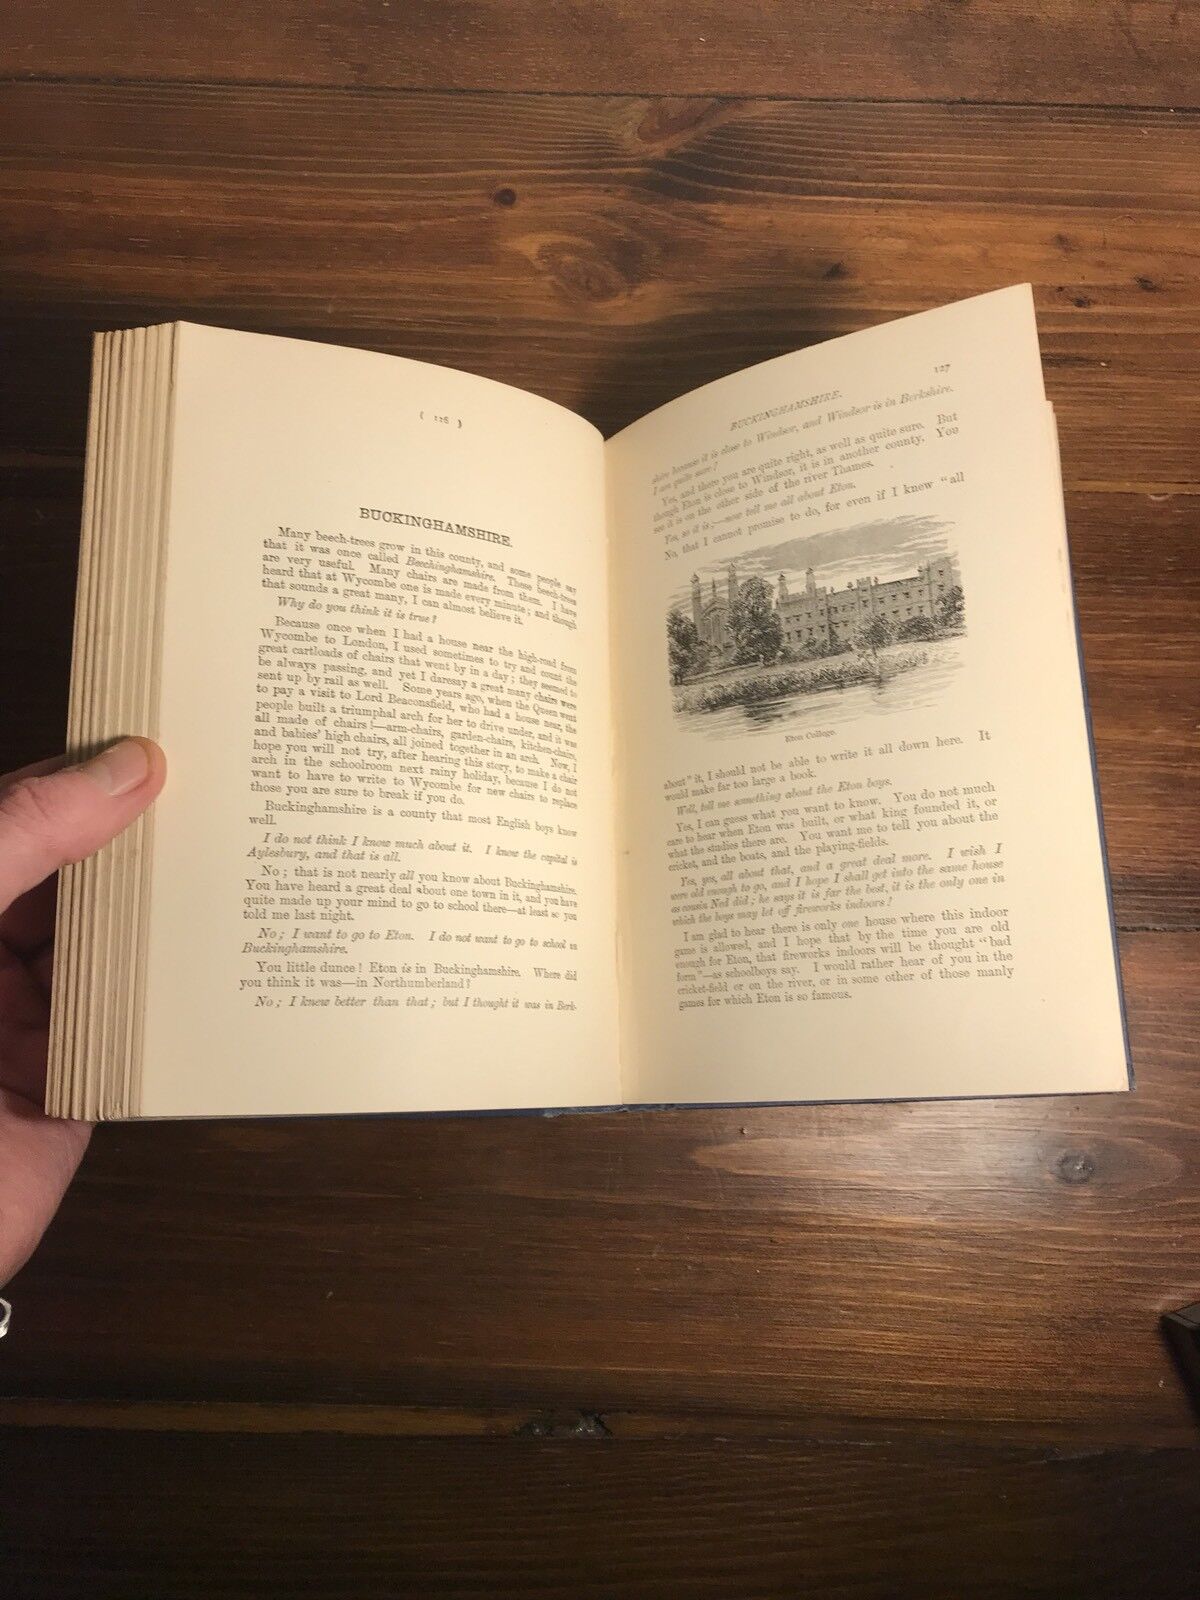 ( 126 )
BUCKINGHAMSHIRE.
Many beech-trees grow in this county, and some people say
that it was once called Beechinghamshire. These beech-trees
are very useful. Many chairs are made from them. I have
heard that at Wycombe one is made every minute; and though
that sounds a great many, I can almost believe it.
Why do you think it is true?
Because once when I had a house near the high-road from
Wycombe to London, I used sometimes to try and count the
great cartloads of chairs that went by in a day; they seemed to
be always passing, and yet I daresay a great many chairs were
sent up by rail as well. Some years ago, when the Queen went
to pay a visit to Lord Beaconsfield, who had a house near, the
people built a triumphal arch for her to drive under, and it was
all made of chairs!—arm-chairs, garden-chairs, kitchen-chairs,
and babies' high chairs, all joined together in an arch. Now, I
hope you will not try, after hearing this story, to make a chair
arch in the schoolroom next rainy holiday, because I do not
want to have to write to Wycombe for new chairs to replace
those you are sure to break if you do.
Buckinghamshire is a county that most English boys know
well.
I do not think I know much about it. I know the capital is
Aylesbury, and that is all.
No; that is not nearly all you know about Buckinghamshire.
You have heard a great deal about one town in it, and you have
quite made up your mind to go to school there—at least so you
told me last night.
No; I want to go to Eton. I do not want to go to school in
Buckinghamshire.
You little dunce! Eton is in Buckinghamshire. Where did
you think it was—in Northumberland?
No; I knew better than that; but I thought it was in Berk-
BUCKINGHAMSHIRE. 127
shire because it is close to Windsor, and Windsor is in Berkshire.
I am quite sure?
Yes, and there you are quite right, as well as quite sure. But
though Eton is close to Windsor, it is in another county. You
see it is on the other side of the river Thames.
Yes, so it is;—now tell me all about Eton.
No, that I cannot promise to do, for even if I knew "all
Eton College.
about" it, I should not be able to write it all down here. It
would make far too large a book.
Well, tell me something about the Eton boys.
Yes, I can guess what you want to know. You do not much
care to hear when Eton was built, or what king founded it, or
what the studies there are. You want me to tell you about the
cricket, and the boats, and the playing-fields.
Yes, yes, all about that, and a great deal more. I wish I
were old enough to go, and I hope I shall get into the same house
as cousin Ned did; he says it is far the best, it is the only one in
which the boys may let off fireworks indoors!
I am glad to hear there is only one house where this indoor
game is allowed, and I hope that by the time you are old
enough for Eton, that fireworks indoors will be thought "bad
form"—as schoolboys say. I would rather hear of you in the
cricket-field or on the river, or in some other of those manly
games for which Eton is so famous.